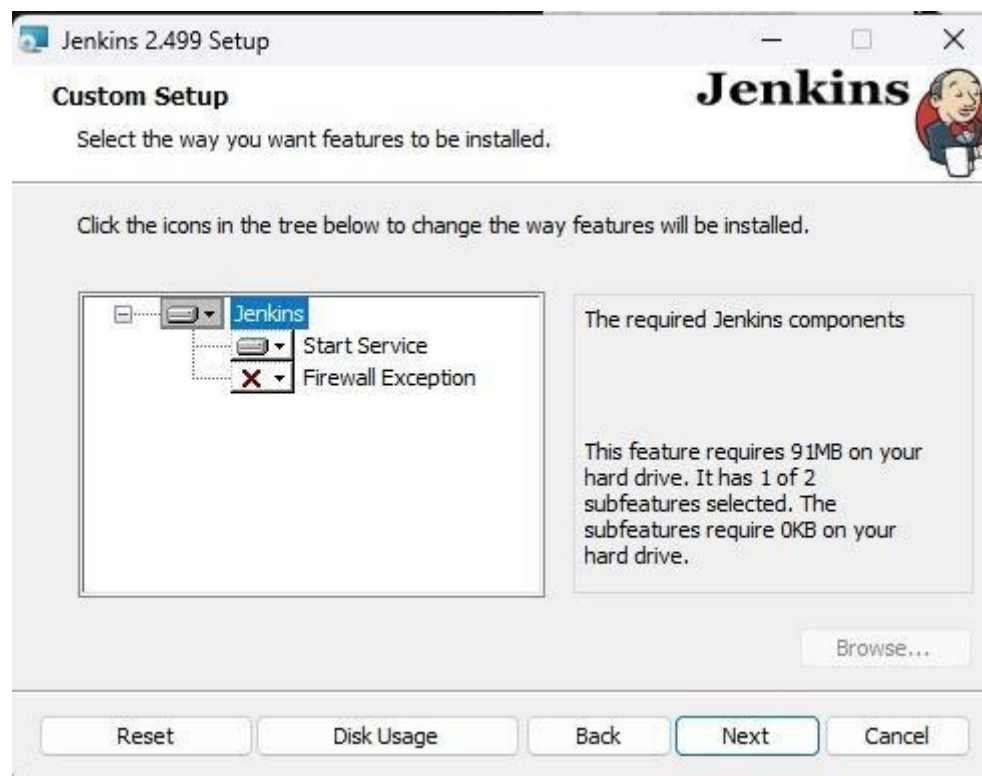 Jenkins 2.499 Setup
Custom Setup
Jenkins
Select the way you want features to be installed.
Click the icons in the tree below to change the way features will be installed.
Jenkins
Start Service
Firewall Exception
The required Jenkins components
This feature requires 91MB on your
hard drive. It has 1 of 2
subfeatures selected. The
subfeatures require 0KB on your
hard drive.
Browse...
Reset
Disk Usage
Back
Next
Cancel